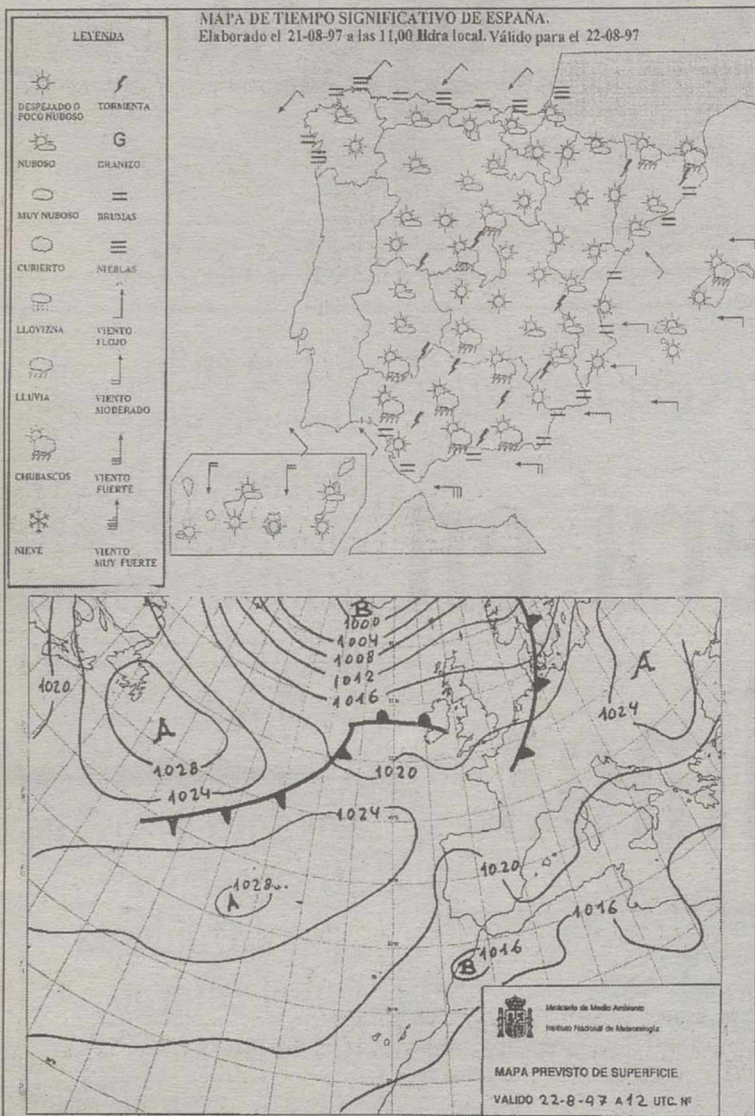 MAPA DE TIEMPO SIGNIFICATIVO DE ESPAÑA.
Elaborado el 21-08-97 a las 11,00 Hdra local. Válido para el 22-08-97
LEYENDA
DESPEJADO O POCO NUBOSO
TORMENTA
NUBOSO
G
GRANIZO
MUY NUBOSO
BRUMAS
CUBIERTO
NIEBLAS
LLOVIZNA
VIENTO FLOJO
LLUVIA
VIENTO MODERADO
CHUBASCOS
VIENTO FUERTE
NIEVE
VIENTO MUY FUERTE
B
1000
1004
1008
1012
1016
1020
A
1028
1024
1020
A
1024
1024
1028
A
1020
1016
B
1016
Ministerio de Medio Ambiente
Instituto Nacional de Meteorología
MAPA PREVISTO DE SUPERFICIE
VALIDO 22-8-97 A 12 UTC. Nº